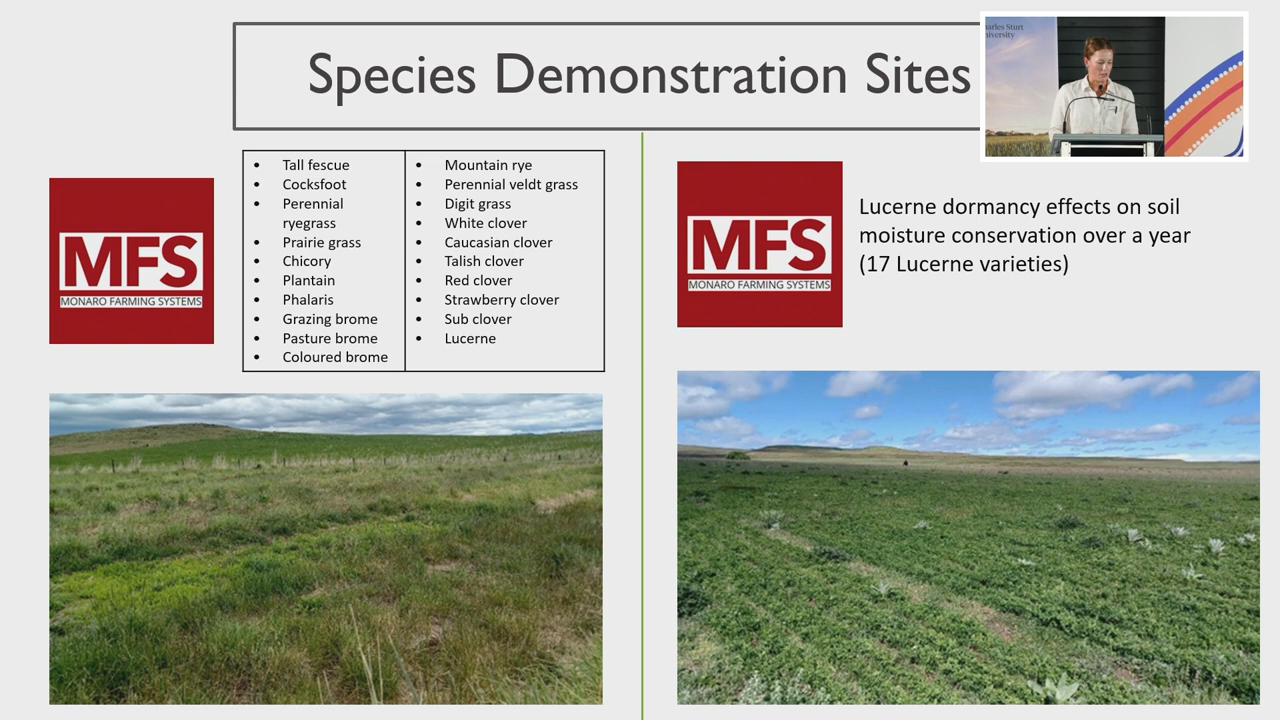 Species Demonstration Sites
Charles Sturt
University
MFS
MONARO FARMING SYSTEMS
Tall fescue
Cocksfoot
Perennial
ryegrass
Prairie grass
Chicory
Plantain
Phalaris
Grazing brome
Pasture brome
Coloured brome
Mountain rye
Perennial veldt grass
Digit grass
White clover
Caucasian clover
Talish clover
Red clover
Strawberry clover
Sub clover
Lucerne
MFS
MONARO FARMING SYSTEMS
Lucerne dormancy effects on soil
moisture conservation over a year
(17 Lucerne varieties)